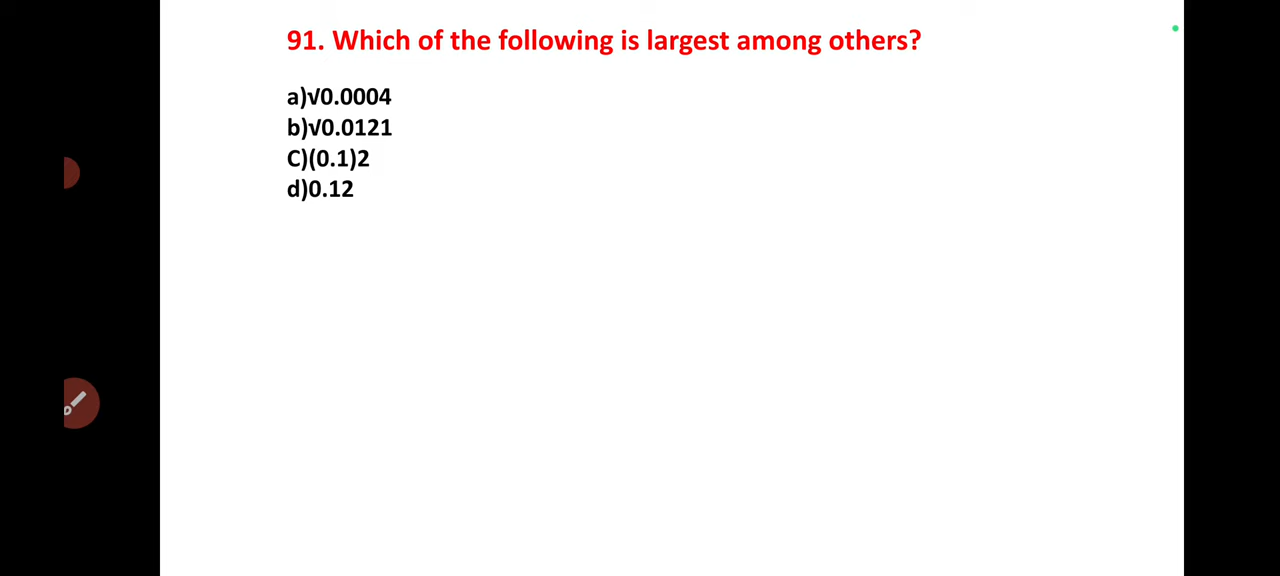 91. Which of the following is largest among others?
a)√0.0004
b)√0.0121
C)(0.1)2
d)0.12